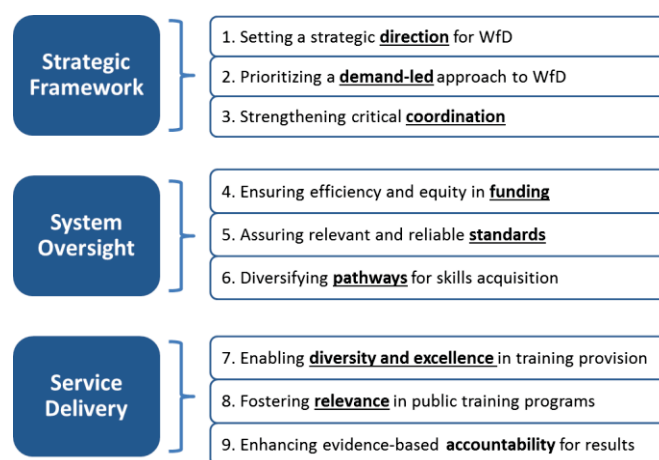 Strategic
Framework
1. Setting a strategic direction for WfD
2. Prioritizing a demand-led approach to WfD
3. Strengthening critical coordination
System
Oversight
4. Ensuring efficiency and equity in funding
5. Assuring relevant and reliable standards
6. Diversifying pathways for skills acquisition
Service
Delivery
7. Enabling diversity and excellence in training provision
8. Fostering relevance in public training programs
9. Enhancing evidence-based accountability for results